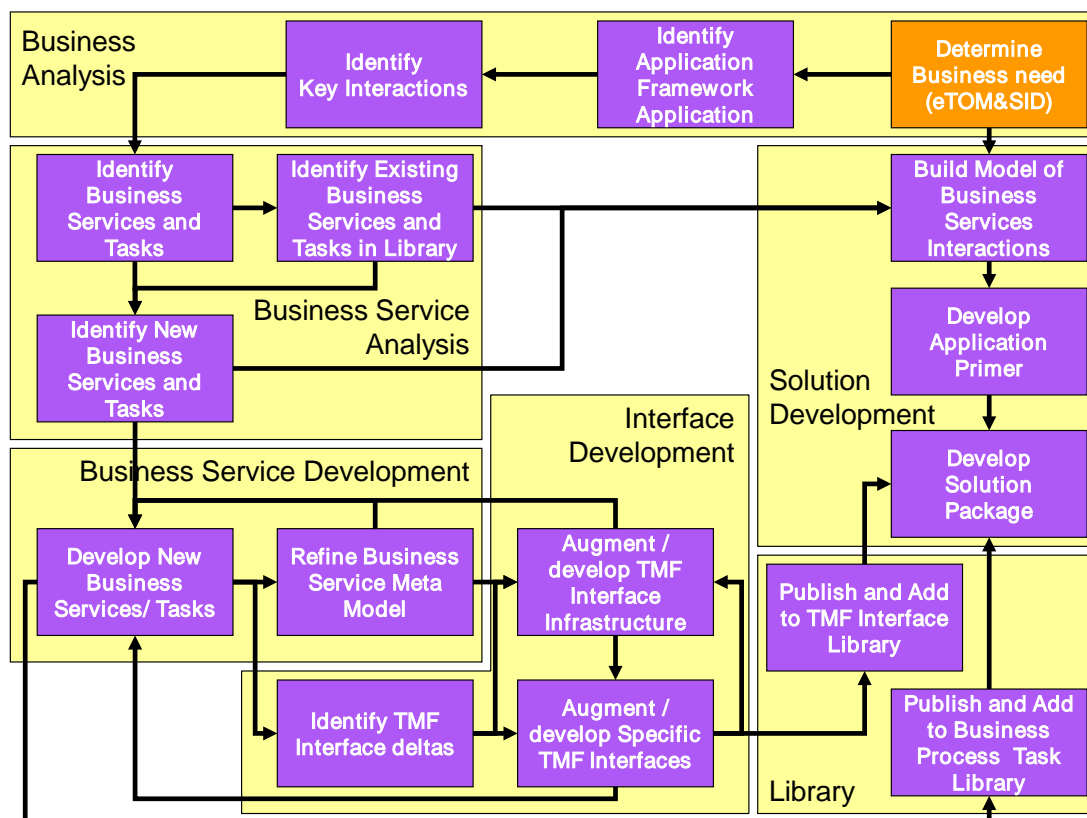 Business
Analysis
Identify
Key Interactions
Identify
Application
Framework
Application
Determine
Business need
(eTOM&SID)
Identify
Business
Services and
Tasks
Identify Existing
Business
Services and
Tasks in Library
Build Model of
Business
Services
Interactions
Business Service
Analysis
Identify New
Business
Services and
Tasks
Develop
Application
Primer
Solution
Development
Interface
Development
Develop
Solution
Package
Business Service Development
Develop New
Business
Services/ Tasks
Refine Business
Service Meta
Model
Augment /
develop TMF
Interface
Infrastructure
Publish and Add
to TMF Interface
Library
Identify TMF
Interface deltas
Augment /
develop Specific
TMF Interfaces
Publish and Add
to Business
Process Task
Library
Library